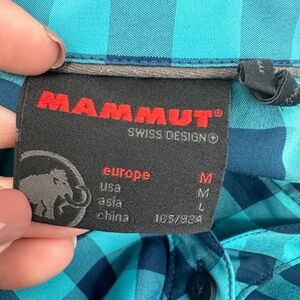 MAMMUT®
SWISS DESIGN
europe M
usa M
asia L
china 165/92A